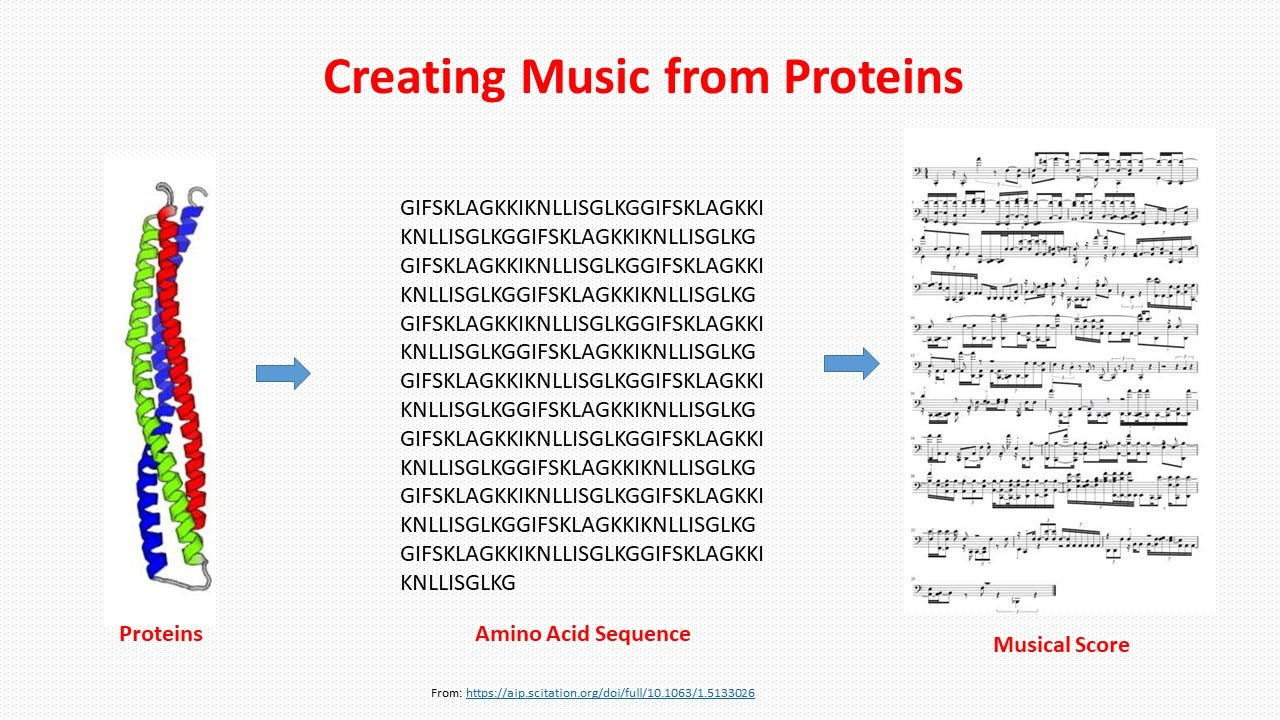 Creating Music from Proteins
GIFSKLAGKKIKNLLISGLKGGIFSKLAGKKI
KNLLISGLKGGIFSKLAGKKIKNLLISGLKG
GIFSKLAGKKIKNLLISGLKGGIFSKLAGKKI
KNLLISGLKGGIFSKLAGKKIKNLLISGLKG
GIFSKLAGKKIKNLLISGLKGGIFSKLAGKKI
KNLLISGLKGGIFSKLAGKKIKNLLISGLKG
GIFSKLAGKKIKNLLISGLKGGIFSKLAGKKI
KNLLISGLKGGIFSKLAGKKIKNLLISGLKG
GIFSKLAGKKIKNLLISGLKGGIFSKLAGKKI
KNLLISGLKGGIFSKLAGKKIKNLLISGLKG
GIFSKLAGKKIKNLLISGLKGGIFSKLAGKKI
KNLLISGLKGGIFSKLAGKKIKNLLISGLKG
GIFSKLAGKKIKNLLISGLKGGIFSKLAGKKI
KNLLISGLKG
Proteins
Amino Acid Sequence
Musical Score
From: https://aip.scitation.org/doi/full/10.1063/1.5133026